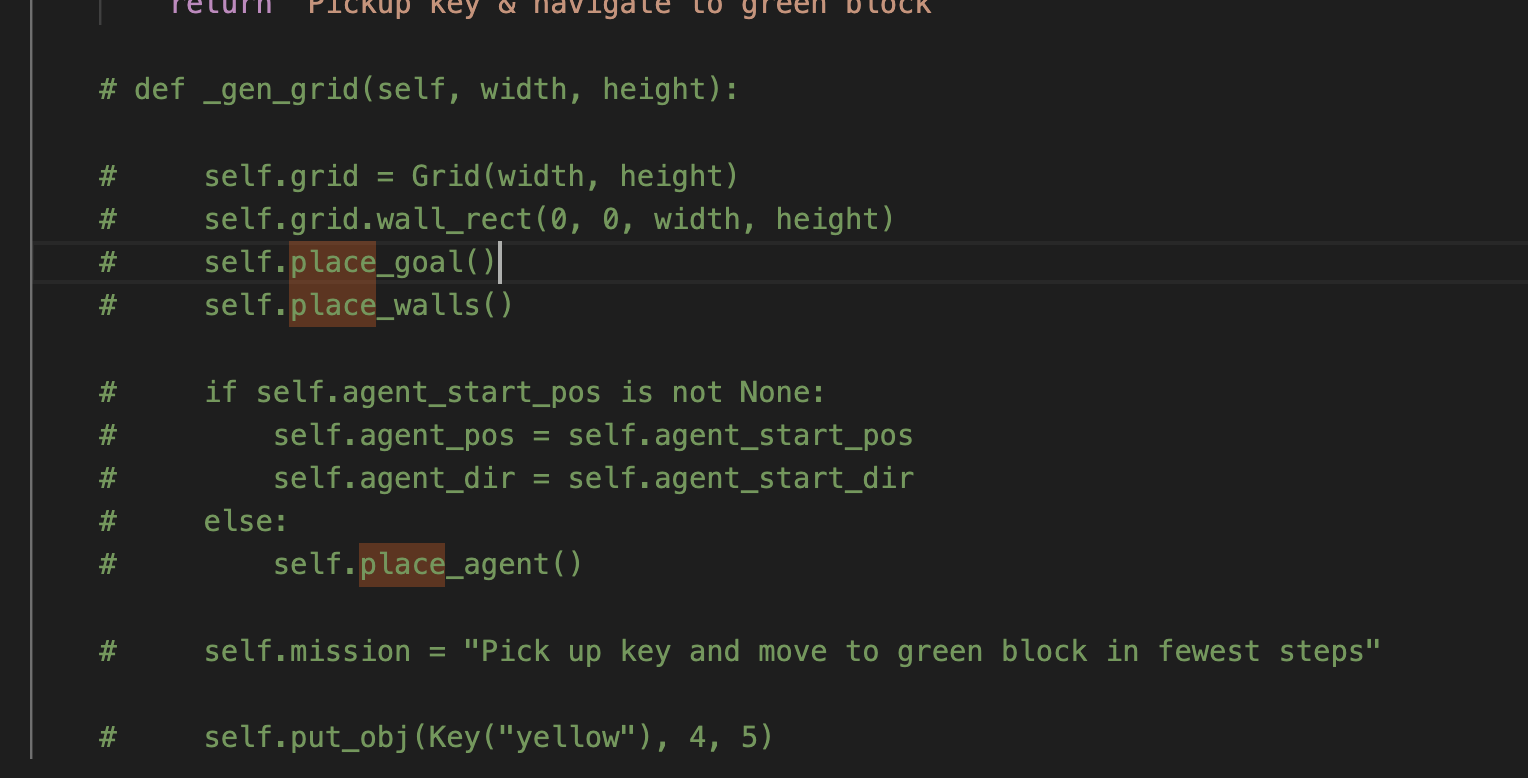 return "Pickup key & navigate to green block
# def _gen_grid(self, width, height):
# self.grid = Grid(width, height)
# self.grid.wall_rect(0, 0, width, height)
# self.place_goal()
# self.place_walls()
# if self.agent_start_pos is not None:
# self.agent_pos = self.agent_start_pos
# self.agent_dir = self.agent_start_dir
# else:
# self.place_agent()
# self.mission = "Pick up key and move to green block in fewest steps"
# self.put_obj(Key("yellow"), 4, 5)